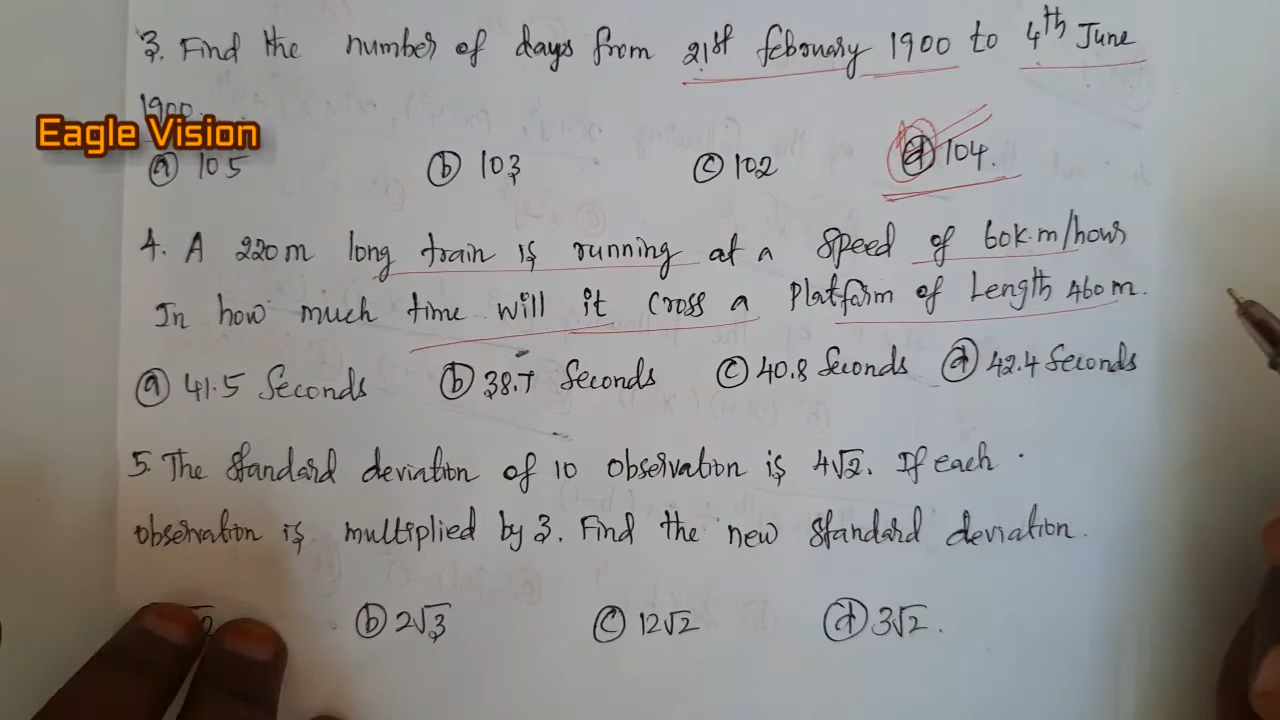 3. Find the number of days from 21st february 1900 to 4th June
1900.
Eagle Vision
ⓐ 105 ⓑ 103 ⓒ 102 ⓓ 104.
4. A 220m long train is running at a speed of 60k.m/hour
In how much time will it cross a platform of Length 460m.
ⓐ 41.5 Seconds ⓑ 38.7 Seconds ⓒ 40.8 Seconds ⓓ 42.4 Seconds
5. The standard deviation of 10 observation is 4√2. If each
observation is multiplied by 3. Find the new standard deviation.
ⓑ 2√3 ⓒ 12√2 ⓓ 3√2.